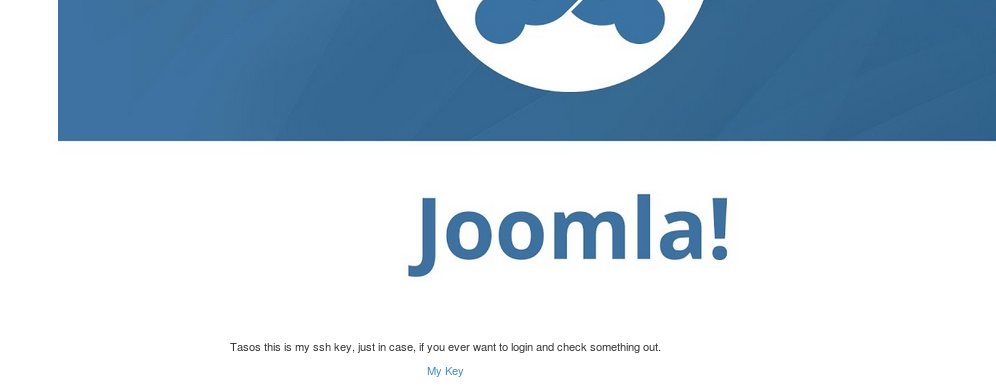 Joomla!
Tasos this is my ssh key, just in case, if you ever want to login and check something out.
My Key